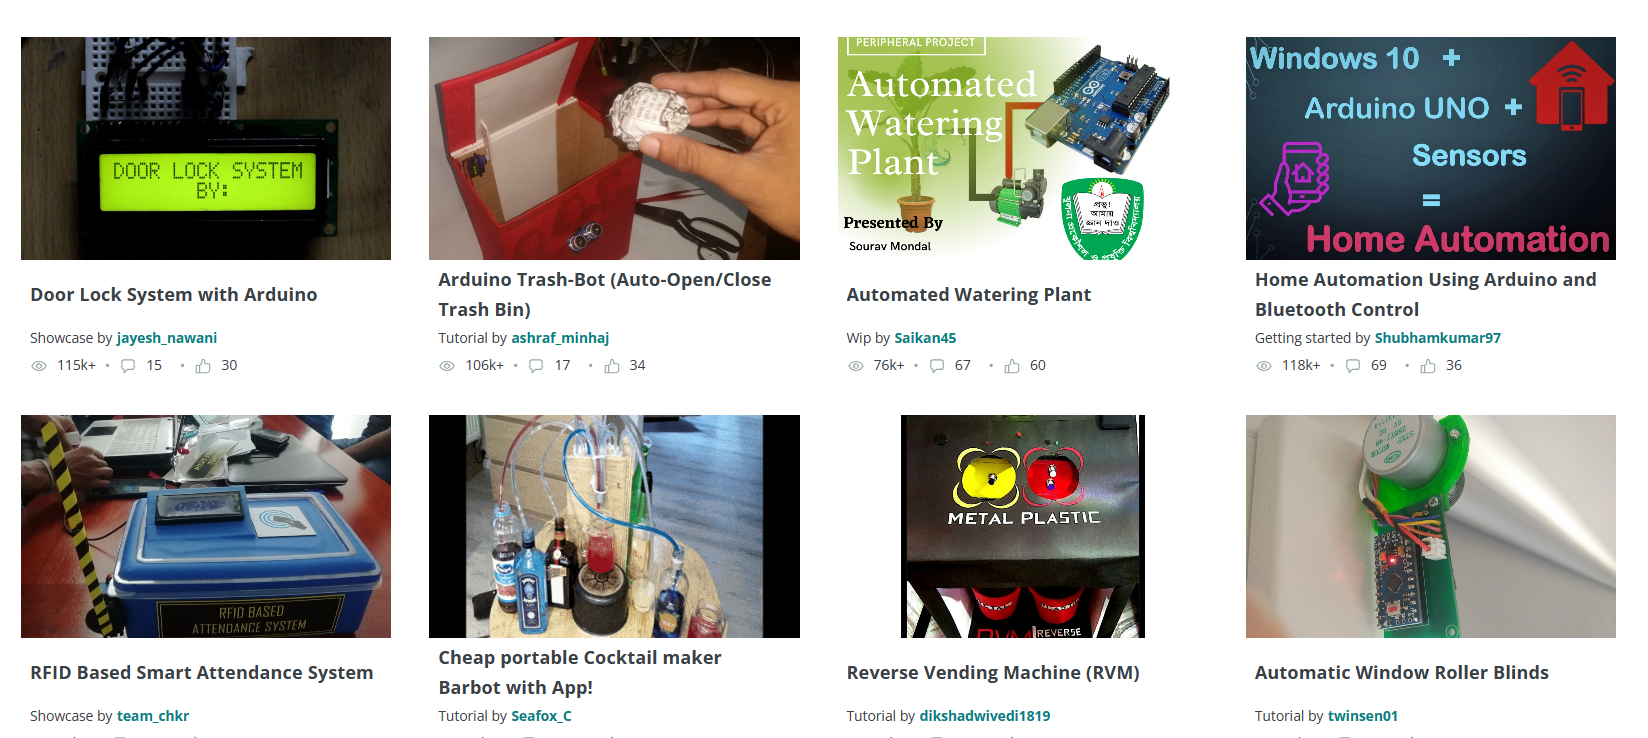 DOOR LOCK SYSTEM
BY:
Door Lock System with Arduino
Showcase by jayesh_nawani
115k+ • 15 • 30
Arduino Trash-Bot (Auto-Open/Close
Trash Bin)
Tutorial by ashraf_minhaj
106k+ • 17 • 34
PERIPHERAL PROJECT
Automated
Watering
Plant
Presented By
Sourav Mondal
প্রভু!
আমায়
জ্ঞান দাও
Automated Watering Plant
Wip by Saikan45
76k+ • 67 • 60
Windows 10 +
Arduino UNO +
Sensors
=
Home Automation
Home Automation Using Arduino and
Bluetooth Control
Getting started by Shubhamkumar97
118k+ • 69 • 36
RFID BASED
ATTENDANCE SYSTEM
RFID Based Smart Attendance System
Showcase by team_chkr
Cheap portable Cocktail maker
Barbot with App!
Tutorial by Seafox_C
METAL PLASTIC
RVM REVERSE
Reverse Vending Machine (RVM)
Tutorial by dikshadwivedi1819
Automatic Window Roller Blinds
Tutorial by twinsen01